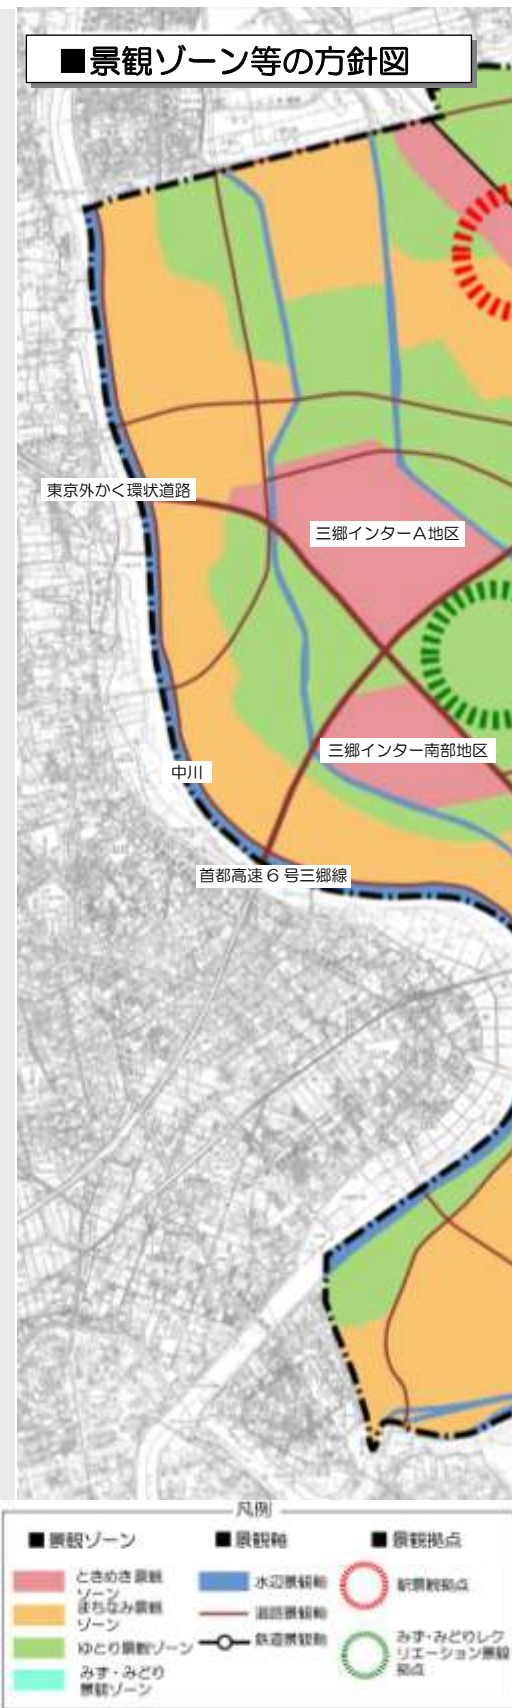 ■景観ゾーン等の方針図
東京外かく環状道路
三郷インターA地区
三郷インター南部地区
中川
首都高速6号三郷線
凡例
■景観ゾーン
ときめき景観
ゾーン
まちなみ景観
ゾーン
ゆとり景観ゾーン
みず・みどり
景観ゾーン
■景観軸
水辺景観軸
道路景観軸
鉄道景観軸
■景観拠点
駅景観拠点
みず・みどりレク
リエーション景観
拠点